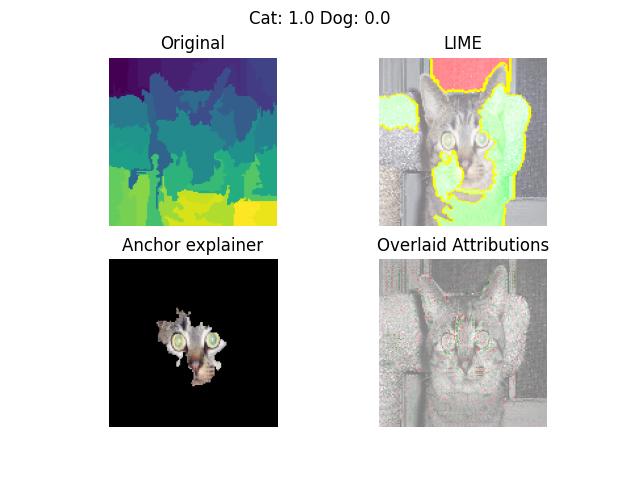 Cat: 1.0 Dog: 0.0
Original
LIME
Anchor explainer
Overlaid Attributions